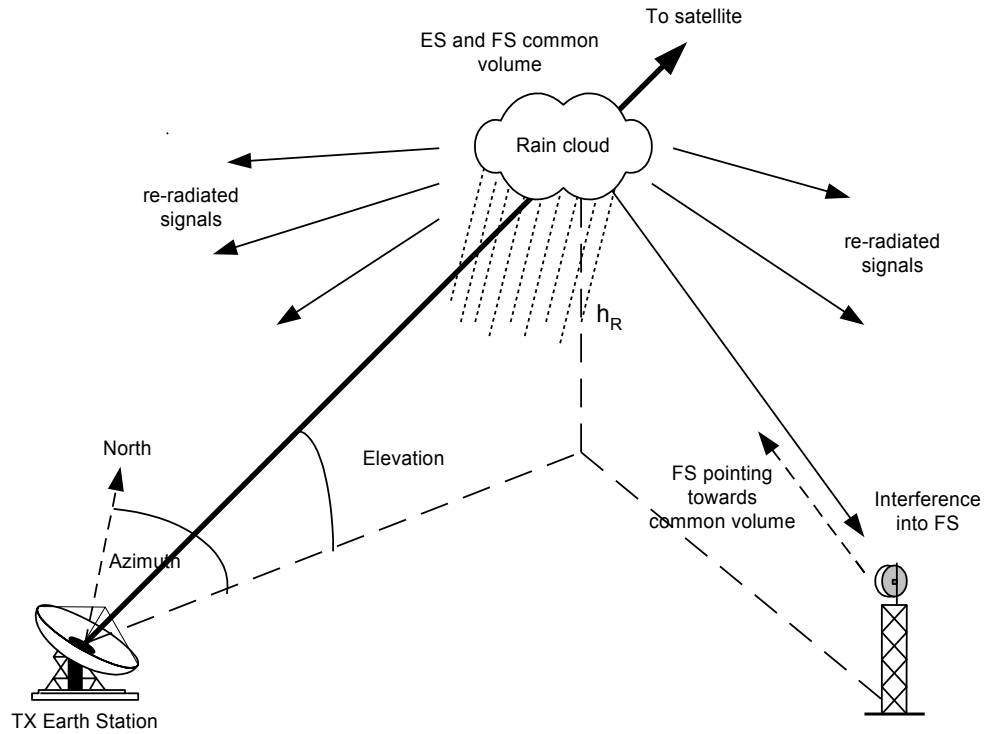 To satellite
ES and FS common
volume
Rain cloud
re-radiated
signals
re-radiated
signals
hR
North
Elevation
FS pointing
towards
common volume
Interference
into FS
Azimuth
TX Earth Station